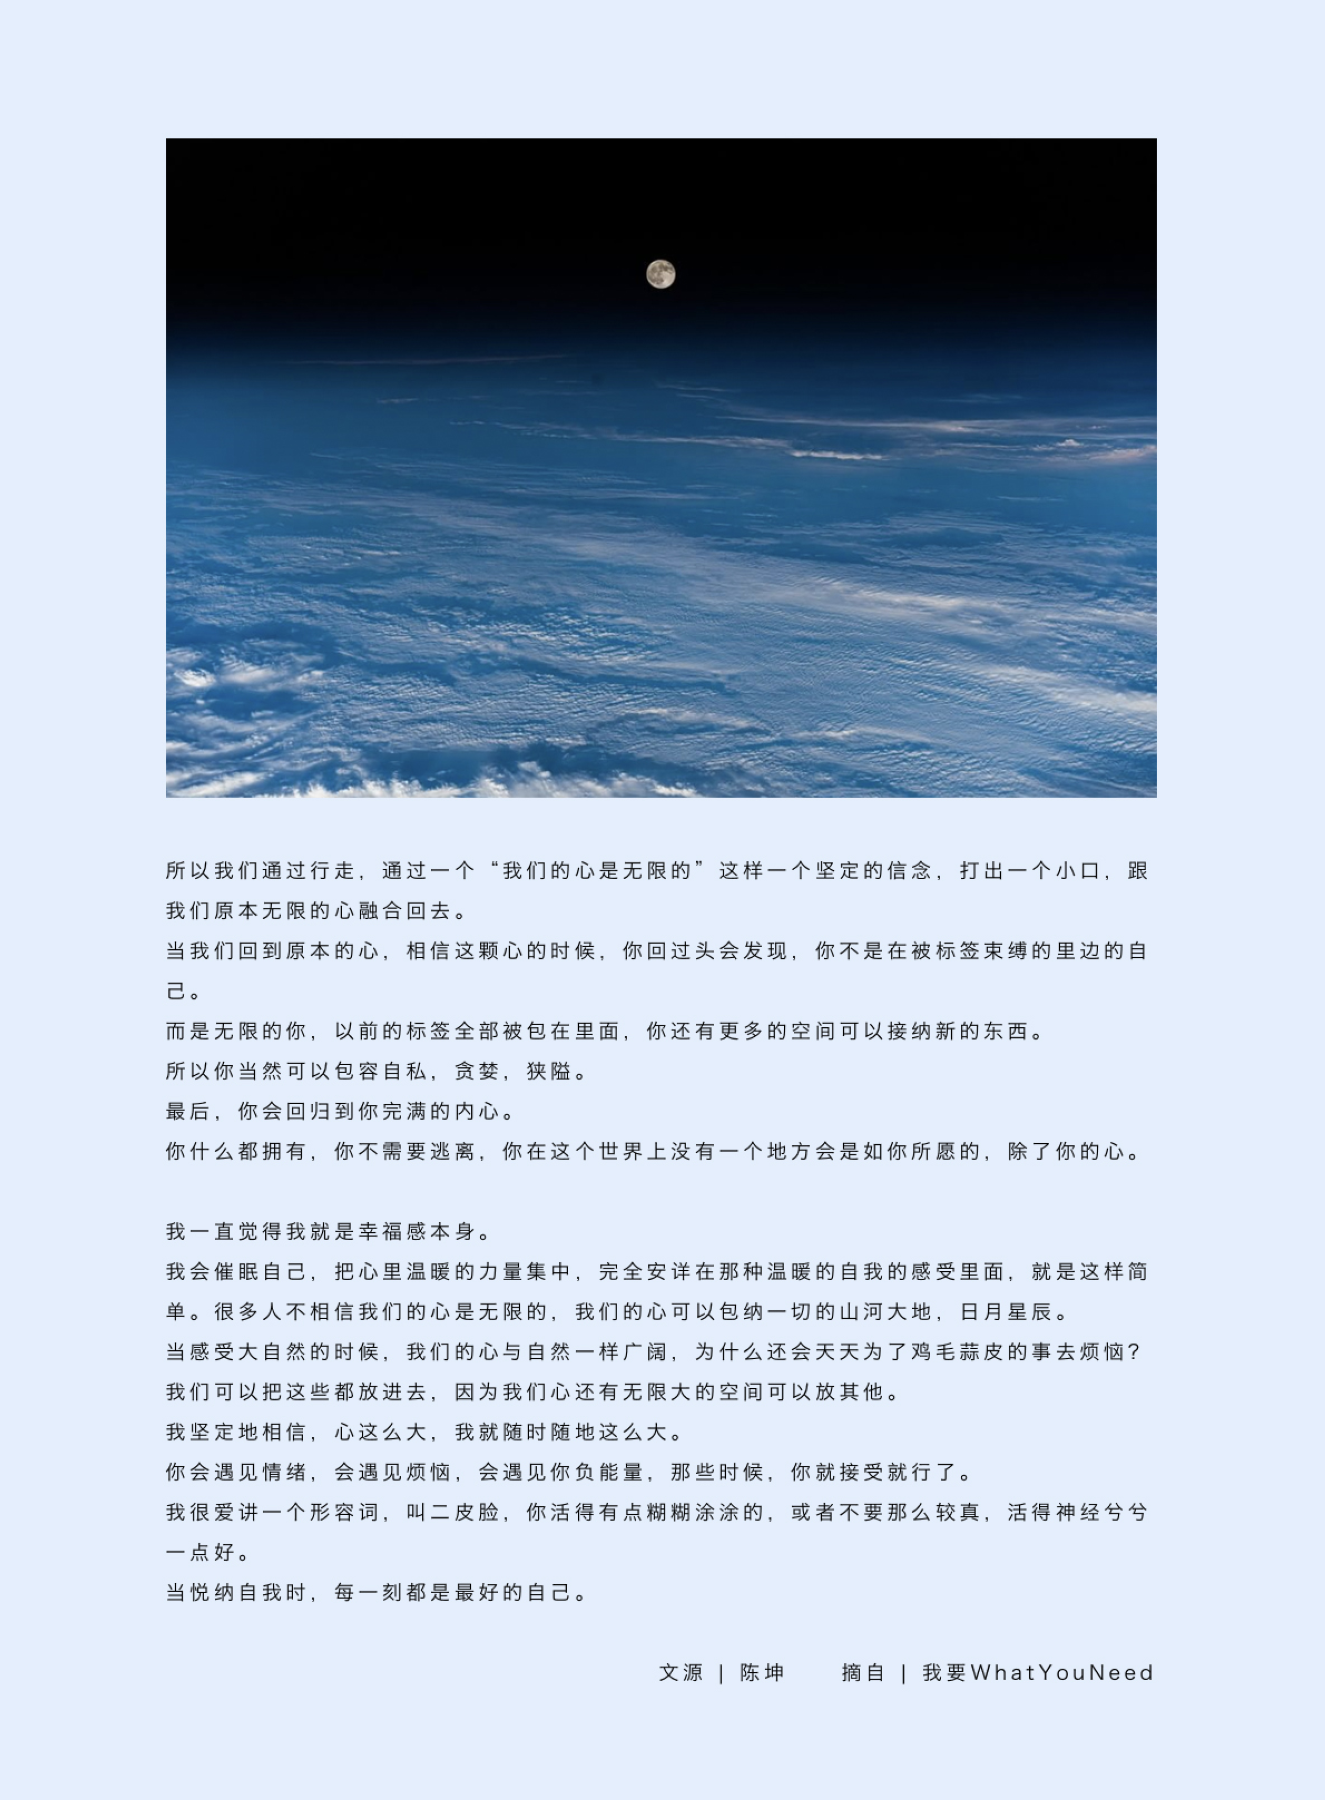 所以我们通过行走，通过一个“我们的心是无限的”这样一个坚定的信念，打出一个小口，跟
我们原本无限的心融合回去。
当我们回到原本的心，相信这颗心的时候，你回过头会发现，你不是在被标签束缚的里边的自
己。
而是无限的你，以前的标签全部被包在里面，你还有更多的空间可以接纳新的东西。
所以你当然可以包容自私，贪婪，狭隘。
最后，你会回归到你完满的内心。
你什么都拥有，你不需要逃离，你在这个世界上没有一个地方会是如你所愿的，除了你的心。
我一直觉得我就是幸福感本身。
我会催眠自己，把心里温暖的力量集中，完全安详在那种温暖的自我的感受里面，就是这样简
单。很多人不相信我们的心是无限的，我们的心可以包纳一切的山河大地，日月星辰。
当感受大自然的时候，我们的心与自然一样广阔，为什么还会天天为了鸡毛蒜皮的事去烦恼？
我们可以把这些都放进去，因为我们心还有无限大的空间可以放其他。
我坚定地相信，心这么大，我就随时随地这么大。
你会遇见情绪，会遇见烦恼，会遇见你负能量，那些时候，你就接受就行了。
我很爱讲一个形容词，叫二皮脸，你活得有点糊糊涂涂的，或者不要那么较真，活得神经兮兮
一点好。
当悦纳自我时，每一刻都是最好的自己。
文源 | 陈坤 摘自 | 我要WhatYouNeed